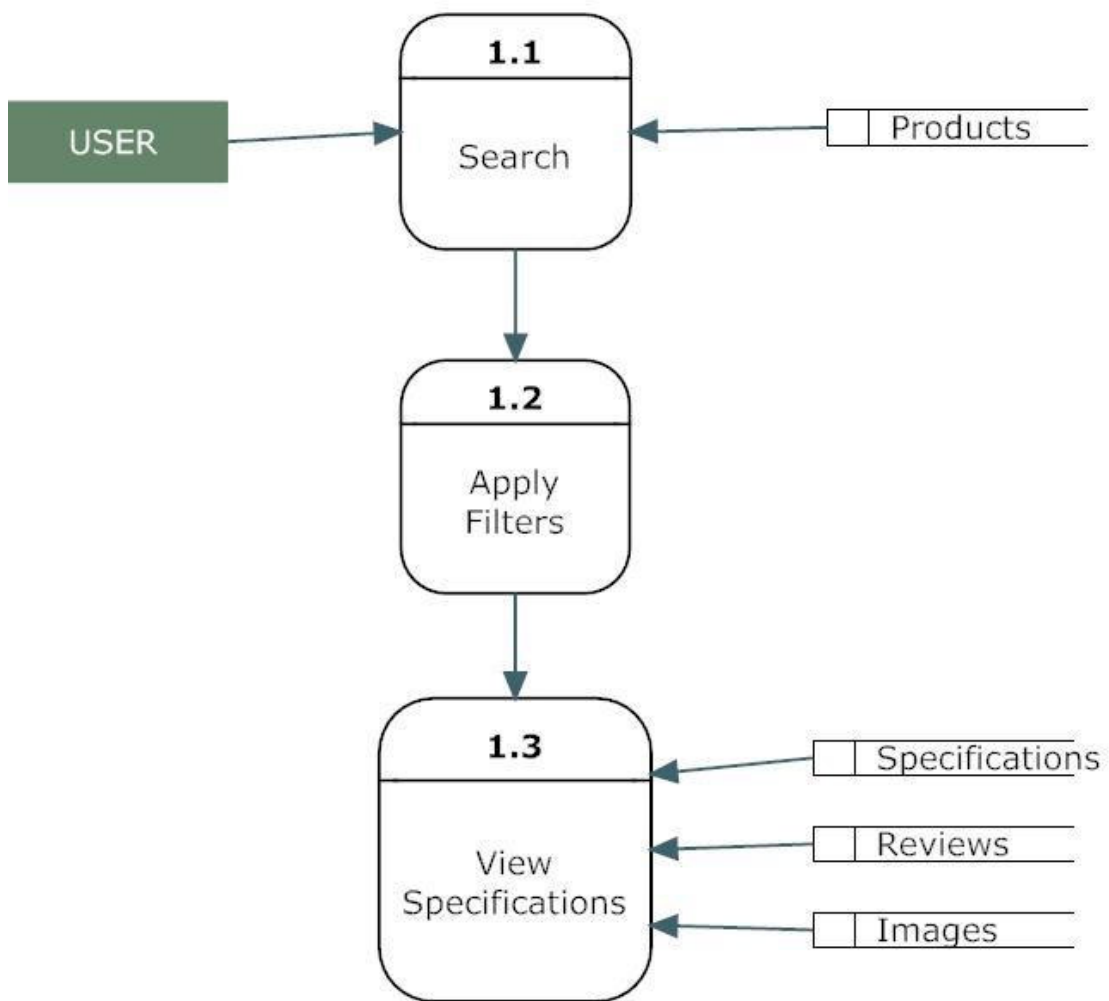 1.1
USER
Search
Products
1.2
Apply
Filters
1.3
View
Specifications
Specifications
Reviews
Images